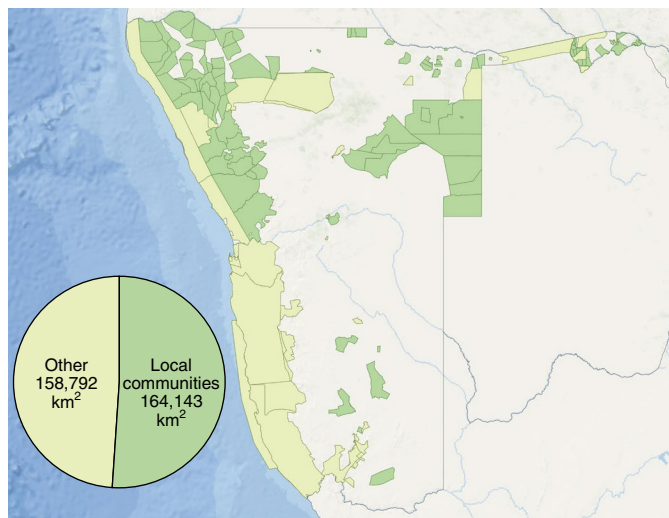 Other
158,792
km²
Local
communities
164,143
km²